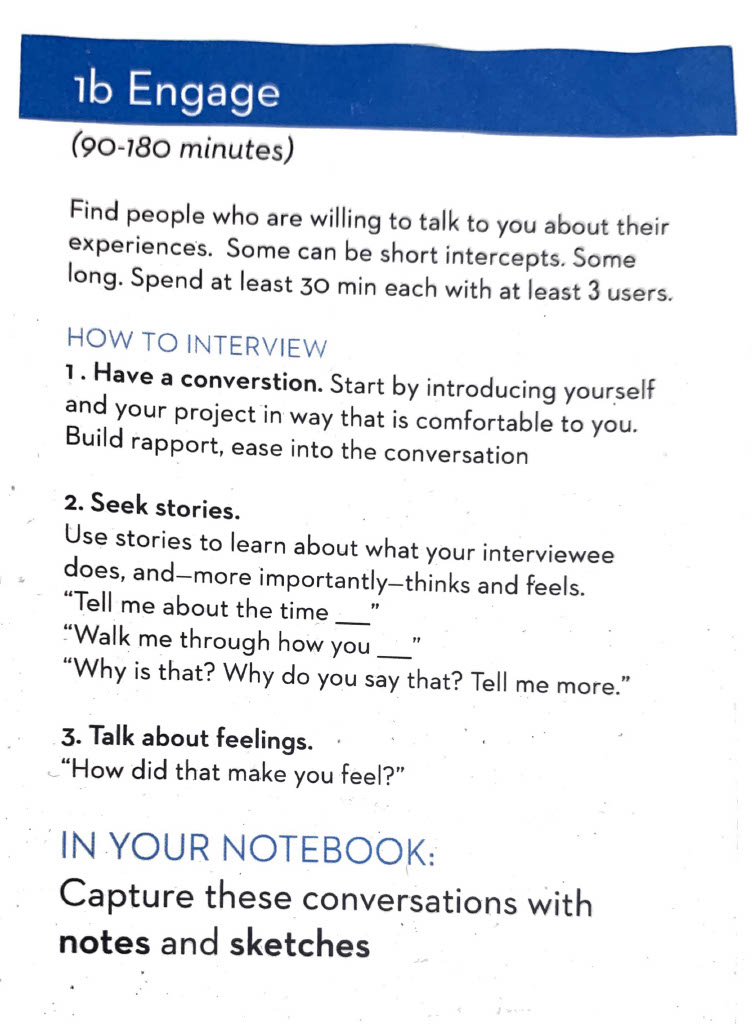 1b Engage
(90-180 minutes)
Find people who are willing to talk to you about their
experiences. Some can be short intercepts. Some
long. Spend at least 30 min each with at least 3 users.
HOW TO INTERVIEW
1. Have a converstion. Start by introducing yourself
and your project in way that is comfortable to you.
Build rapport, ease into the conversation
2. Seek stories.
Use stories to learn about what your interviewee
does, and—more importantly—thinks and feels.
“Tell me about the time ___”
“Walk me through how you ___”
“Why is that? Why do you say that? Tell me more.”
3. Talk about feelings.
“How did that make you feel?”
IN YOUR NOTEBOOK:
Capture these conversations with
notes and sketches